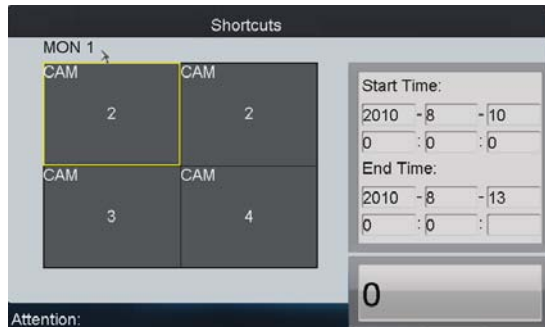 Shortcuts
MON 1
CAM CAM
2 2
CAM CAM
3 4
Start Time:
2010 - 8 - 10
0 : 0 : 0
End Time:
2010 - 8 - 13
0 : 0 :
0
Attention: